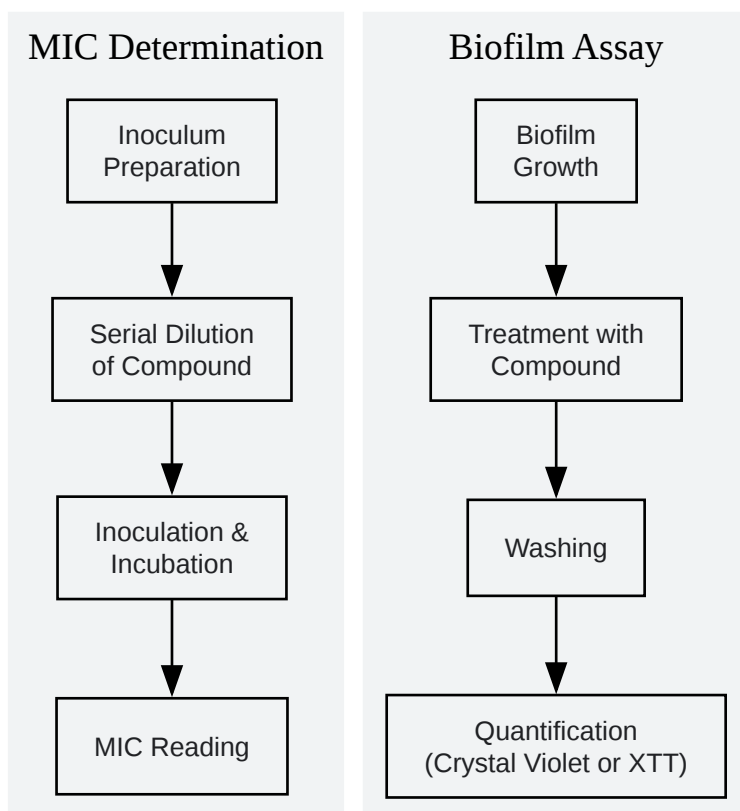 MIC Determination
Inoculum
Preparation
Serial Dilution
of Compound
Inoculation &
Incubation
MIC Reading
Biofilm Assay
Biofilm
Growth
Treatment with
Compound
Washing
Quantification
(Crystal Violet or XTT)